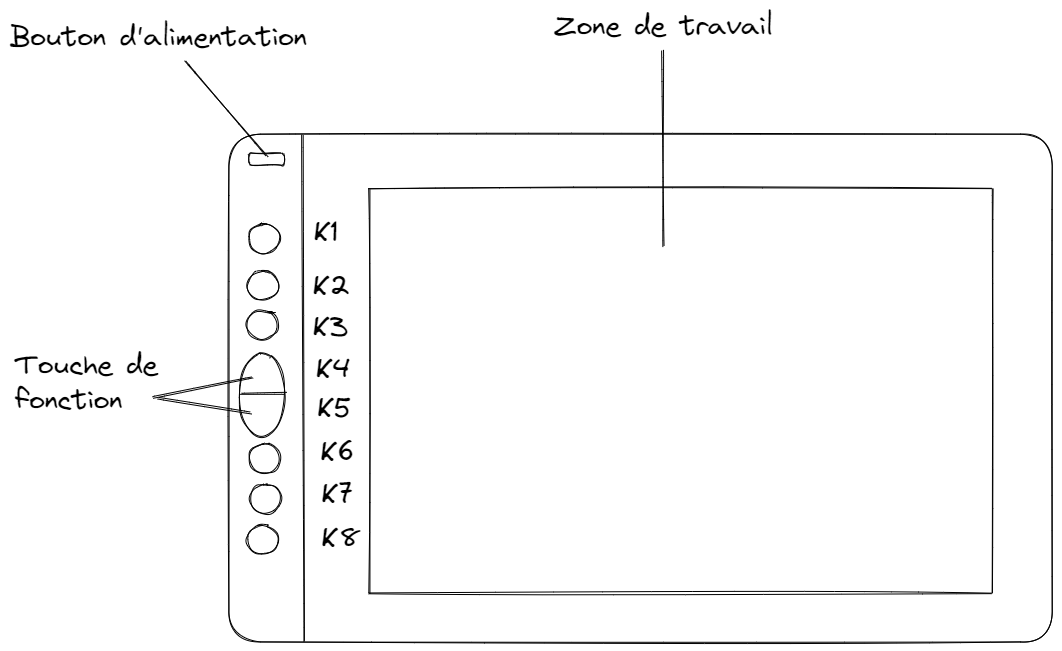 Bouton d'alimentation
Zone de travail
K1
K2
K3
Touche de
fonction
K4
K5
K6
K7
K8